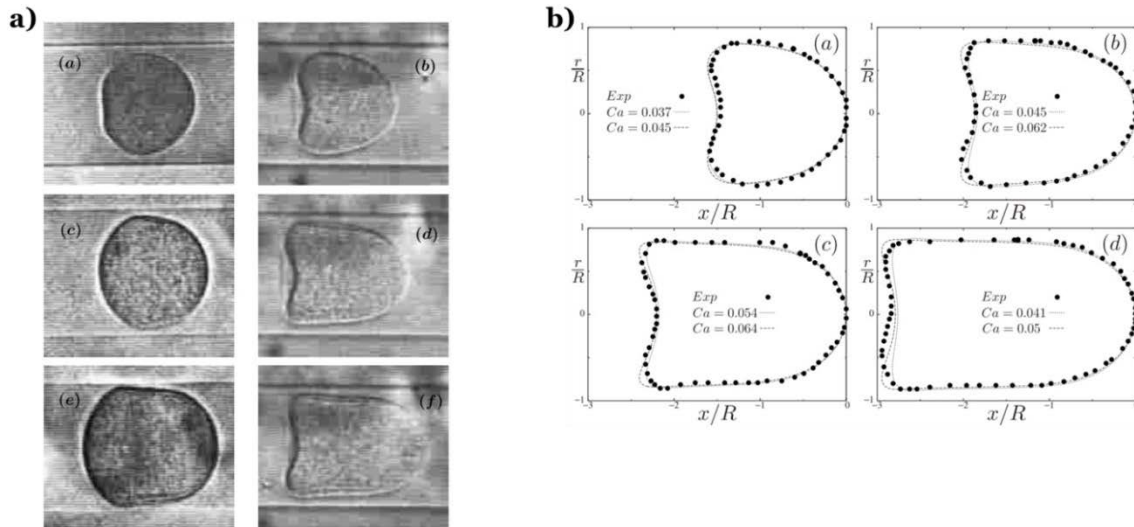 a)
(a)
(b)
(c)
(d)
(e)
(f)
b)
(a)
1
r/R
0
-1
Exp
Ca = 0.037
Ca = 0.045
-3 -2 -1 0
x/R
(b)
1
r/R
0
-1
Exp
Ca = 0.045
Ca = 0.062
-3 -2 -1 0
x/R
(c)
1
r/R
0
-1
Exp
Ca = 0.054
Ca = 0.064
-3 -2 -1 0
x/R
(d)
1
r/R
0
-1
Exp
Ca = 0.041
Ca = 0.05
-3 -2 -1 0
x/R